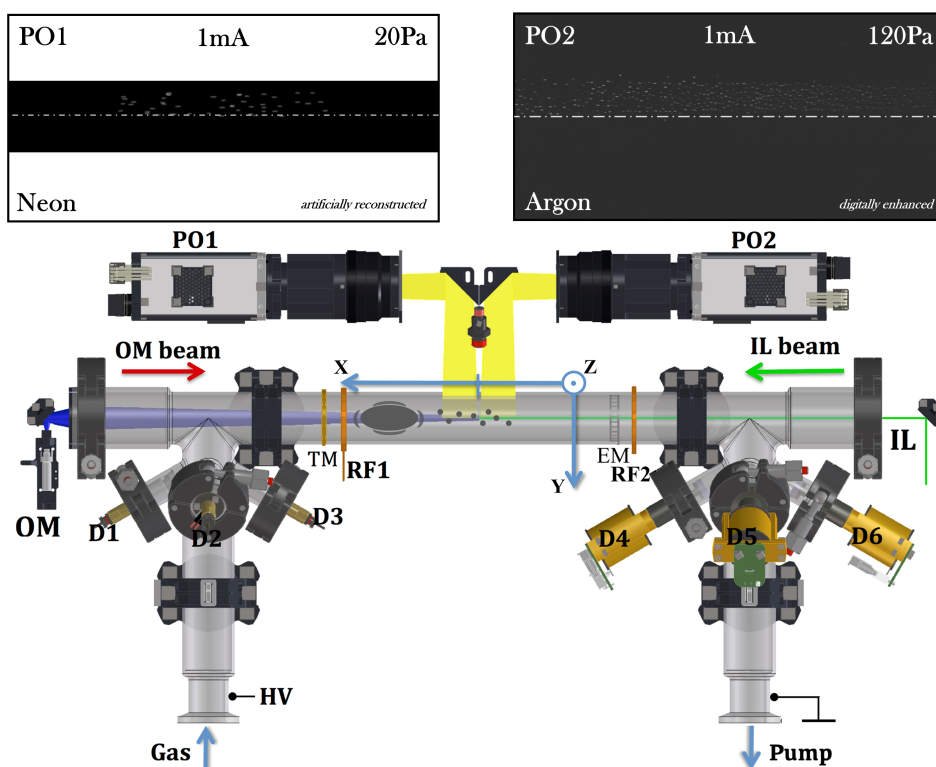 PO1 1mA 20Pa
Neon artificially reconstructed
PO2 1mA 120Pa
Argon digitally enhanced
PO1
PO2
OM beam
IL beam
X
Z
TM
RF1
EM
RF2
Y
IL
OM
D1
D2
D3
D4
D5
D6
HV
Gas
Pump